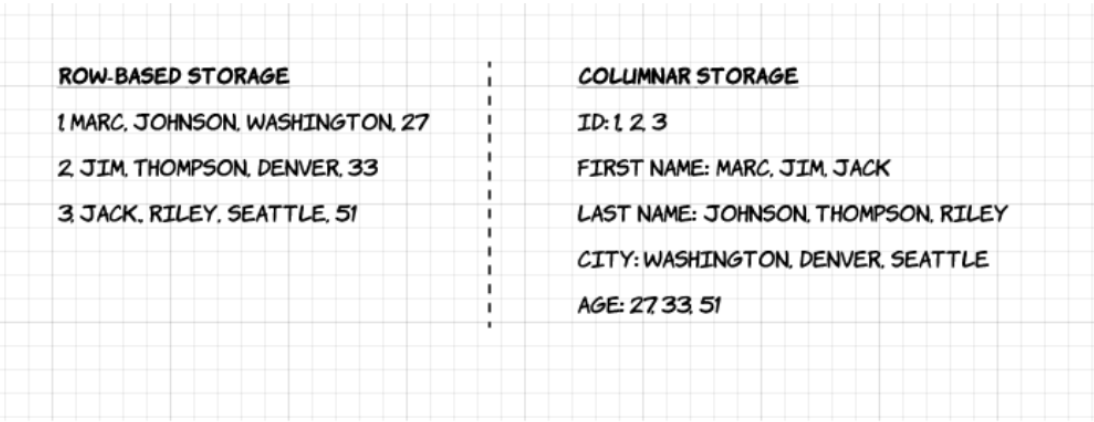 ROW-BASED STORAGE
1, MARC, JOHNSON, WASHINGTON, 27
2, JIM, THOMPSON, DENVER, 33
3, JACK, RILEY, SEATTLE, 51
COLUMNAR STORAGE
ID: 1, 2, 3
FIRST NAME: MARC, JIM, JACK
LAST NAME: JOHNSON, THOMPSON, RILEY
CITY: WASHINGTON, DENVER, SEATTLE
AGE: 27, 33, 51